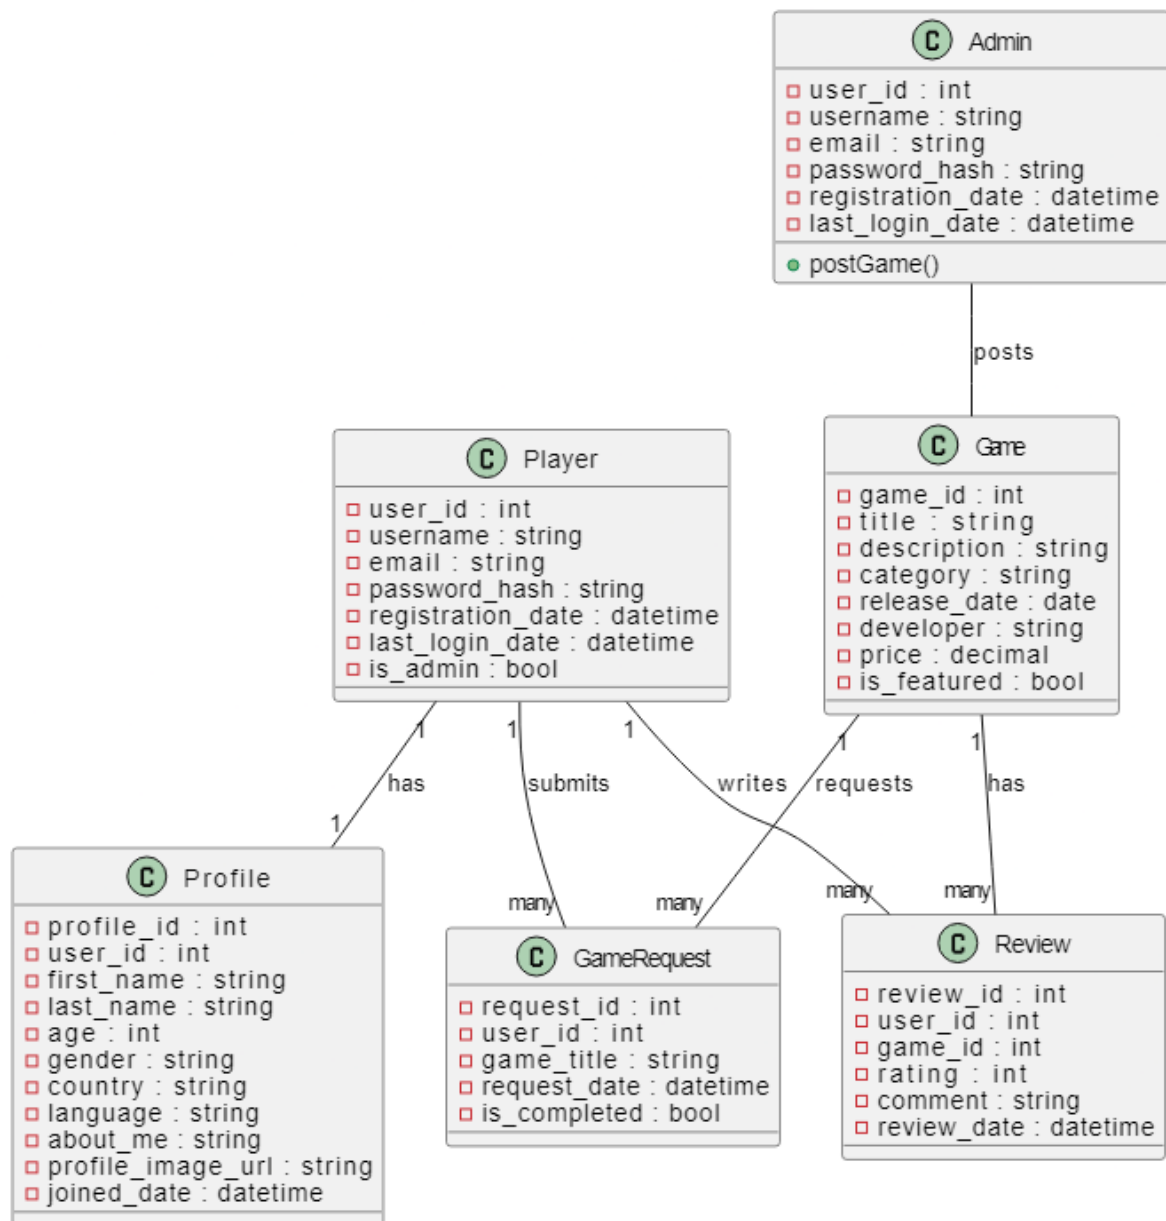 C Admin
user_id : int
username : string
email : string
password_hash : string
registration_date : datetime
last_login_date : datetime
postGame()
posts
C Player
user_id : int
username : string
email : string
password_hash : string
registration_date : datetime
last_login_date : datetime
is_admin : bool
C Game
game_id : int
title : string
description : string
category : string
release_date : date
developer : string
price : decimal
is_featured : bool
1
1
1
1
1
has
submits
writes
requests
has
1
many
many
many
many
C Profile
profile_id : int
user_id : int
first_name : string
last_name : string
age : int
gender : string
country : string
language : string
about_me : string
profile_image_url : string
joined_date : datetime
C GameRequest
request_id : int
user_id : int
game_title : string
request_date : datetime
is_completed : bool
C Review
review_id : int
user_id : int
game_id : int
rating : int
comment : string
review_date : datetime